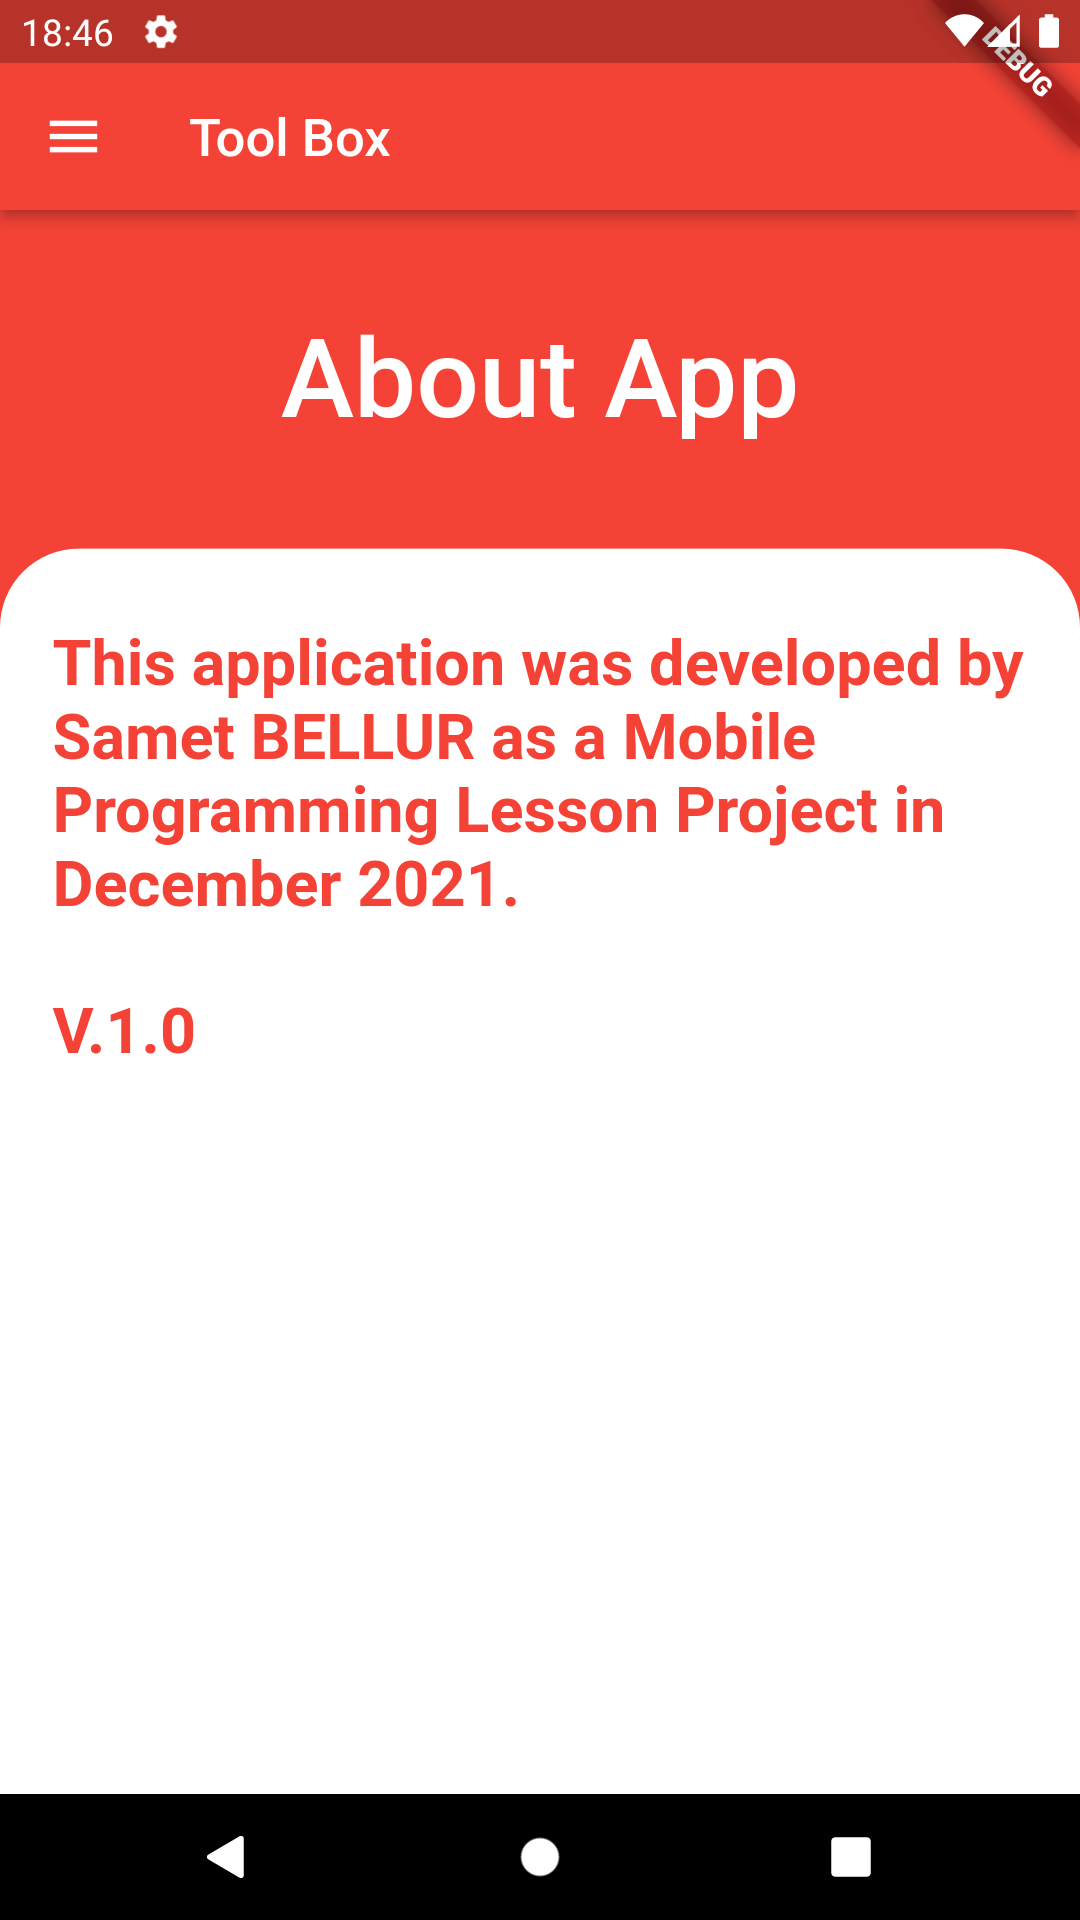 18:46
DEBUG
Tool Box
About App
This application was developed by
Samet BELLUR as a Mobile
Programming Lesson Project in
December 2021.
V.1.0